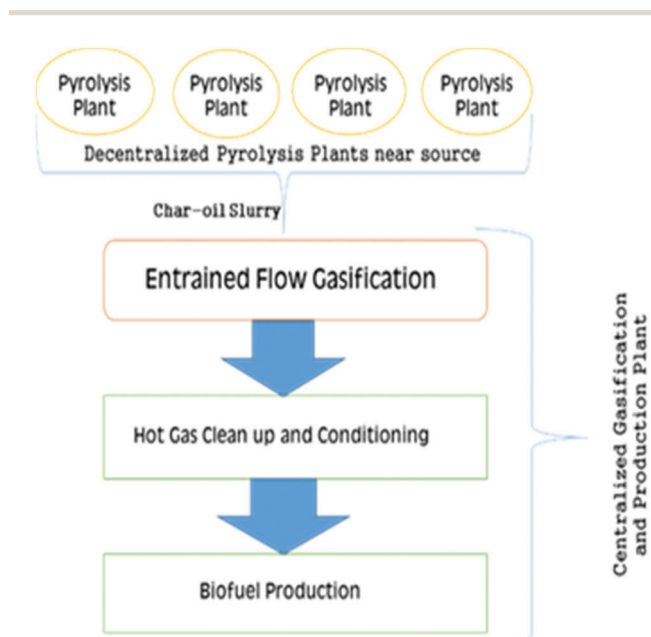 Pyrolysis
Plant
Pyrolysis
Plant
Pyrolysis
Plant
Pyrolysis
Plant
Decentralized Pyrolysis Plants near source
Char-oil Slurry
Entrained Flow Gasification
Hot Gas Clean up and Conditioning
Biofuel Production
Centralized Gasification
and Production Plant